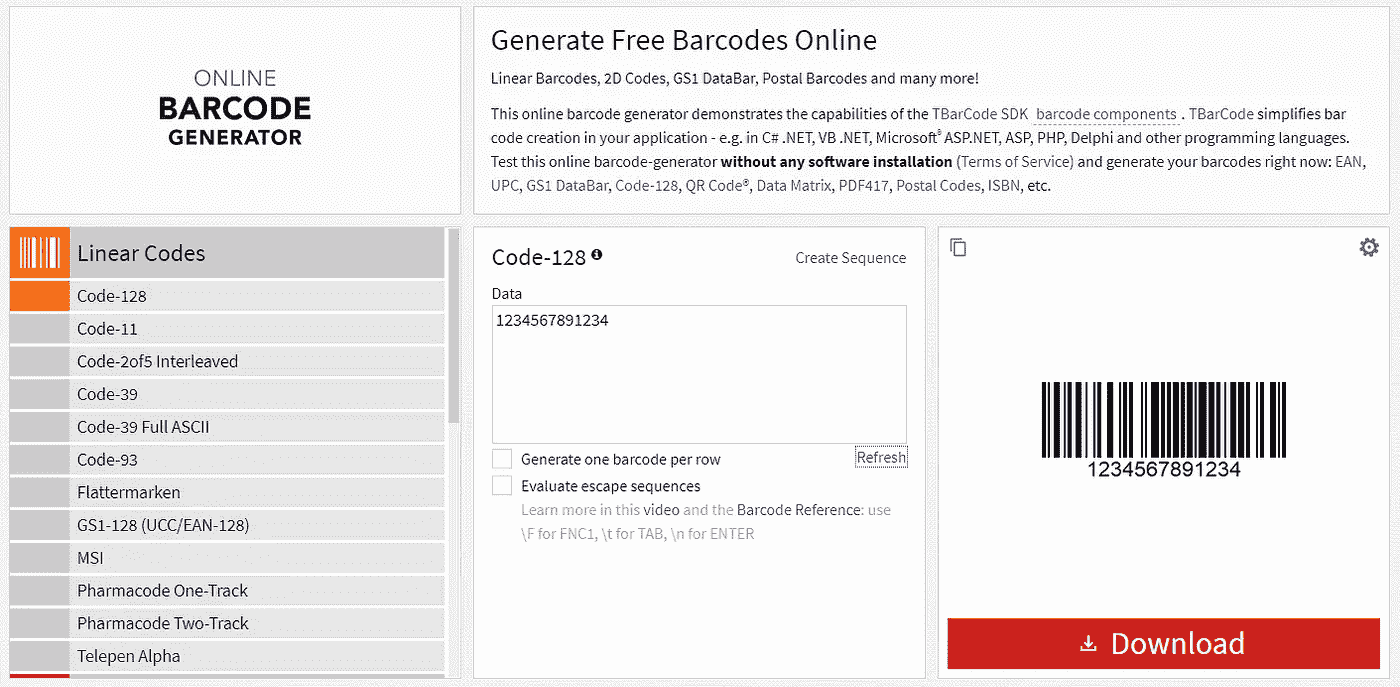 ONLINE
BARCODE
GENERATOR
Generate Free Barcodes Online
Linear Barcodes, 2D Codes, GS1 DataBar, Postal Barcodes and many more!
This online barcode generator demonstrates the capabilities of the TBarCode SDK barcode components . TBarCode simplifies bar
code creation in your application - e.g. in C# .NET, VB .NET, Microsoft® ASP.NET, ASP, PHP, Delphi and other programming languages.
Test this online barcode-generator without any software installation (Terms of Service) and generate your barcodes right now: EAN,
UPC, GS1 DataBar, Code-128, QR Code®, Data Matrix, PDF417, Postal Codes, ISBN, etc.
Linear Codes
Code-128
Code-11
Code-2of5 Interleaved
Code-39
Code-39 Full ASCII
Code-93
Flattermarken
GS1-128 (UCC/EAN-128)
MSI
Pharmacode One-Track
Pharmacode Two-Track
Telepen Alpha
Code-128
Create Sequence
Data
1234567891234
Generate one barcode per row
Refresh
Evaluate escape sequences
Learn more in this video and the Barcode Reference: use
\F for FNC1, \t for TAB, \n for ENTER
1234567891234
Download